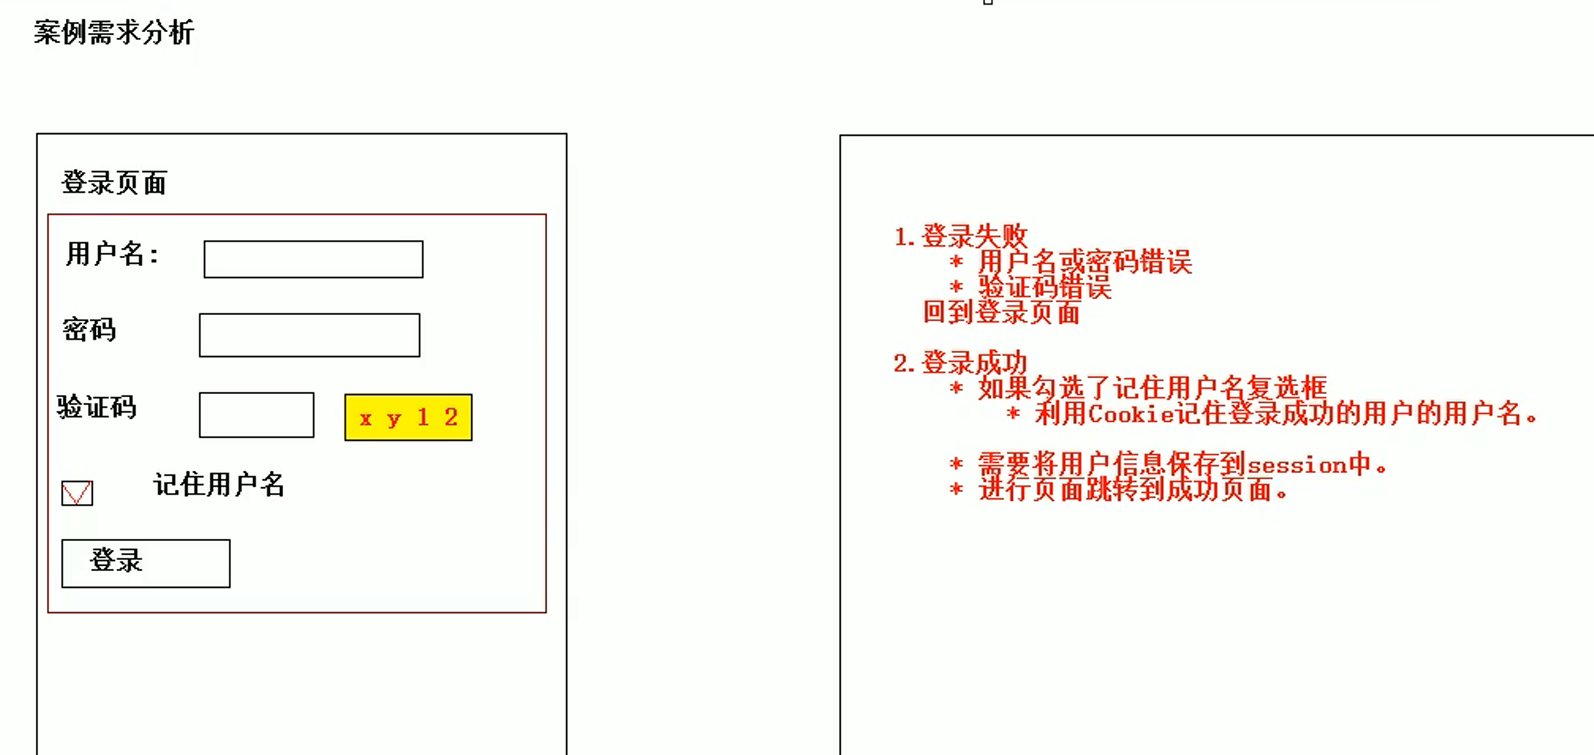 案例需求分析
登录页面
用户名:
密码
验证码
x y 1 2
记住用户名
登录
1.登录失败
* 用户名或密码错误
* 验证码错误
回到登录页面
2.登录成功
* 如果勾选了记住用户名复选框
* 利用Cookie记住登录成功的用户的用户名。
* 需要将用户信息保存到session中。
* 进行页面跳转到成功页面。